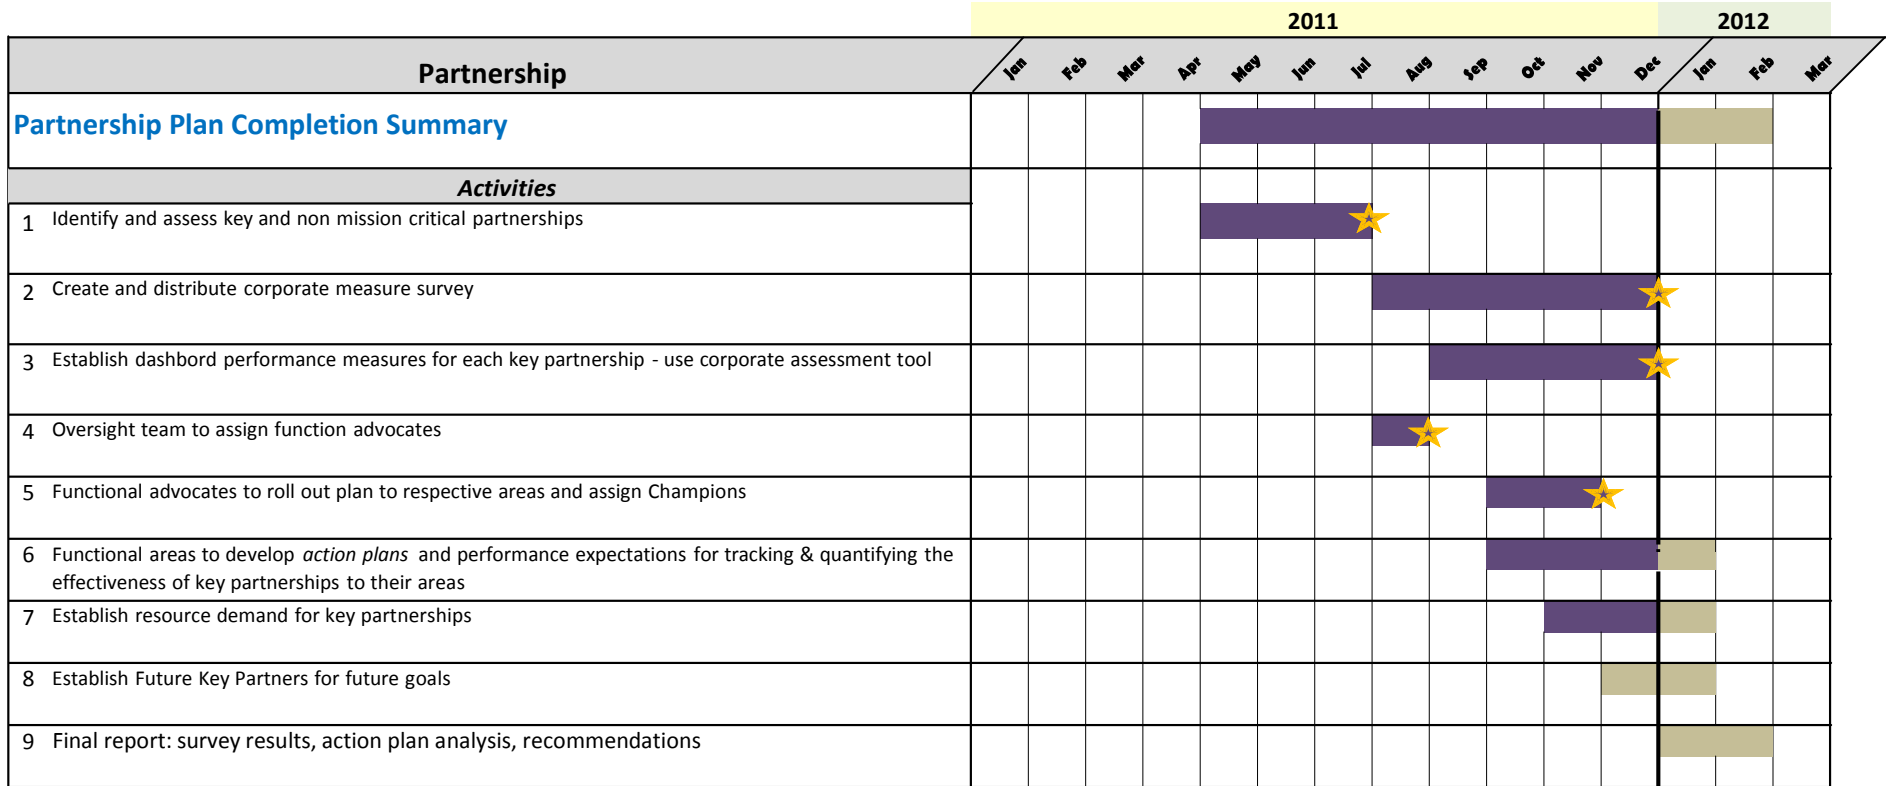 2011 2012
Partnership Jan Feb Mar Apr May Jun Jul Aug Sep Oct Nov Dec Jan Feb Mar
Partnership Plan Completion Summary
Activities
1 Identify and assess key and non mission critical partnerships
2 Create and distribute corporate measure survey
3 Establish dashbord performance measures for each key partnership - use corporate assessment tool
4 Oversight team to assign function advocates
5 Functional advocates to roll out plan to respective areas and assign Champions
6 Functional areas to develop action plans and performance expectations for tracking & quantifying the
effectiveness of key partnerships to their areas
7 Establish resource demand for key partnerships
8 Establish Future Key Partners for future goals
9 Final report: survey results, action plan analysis, recommendations